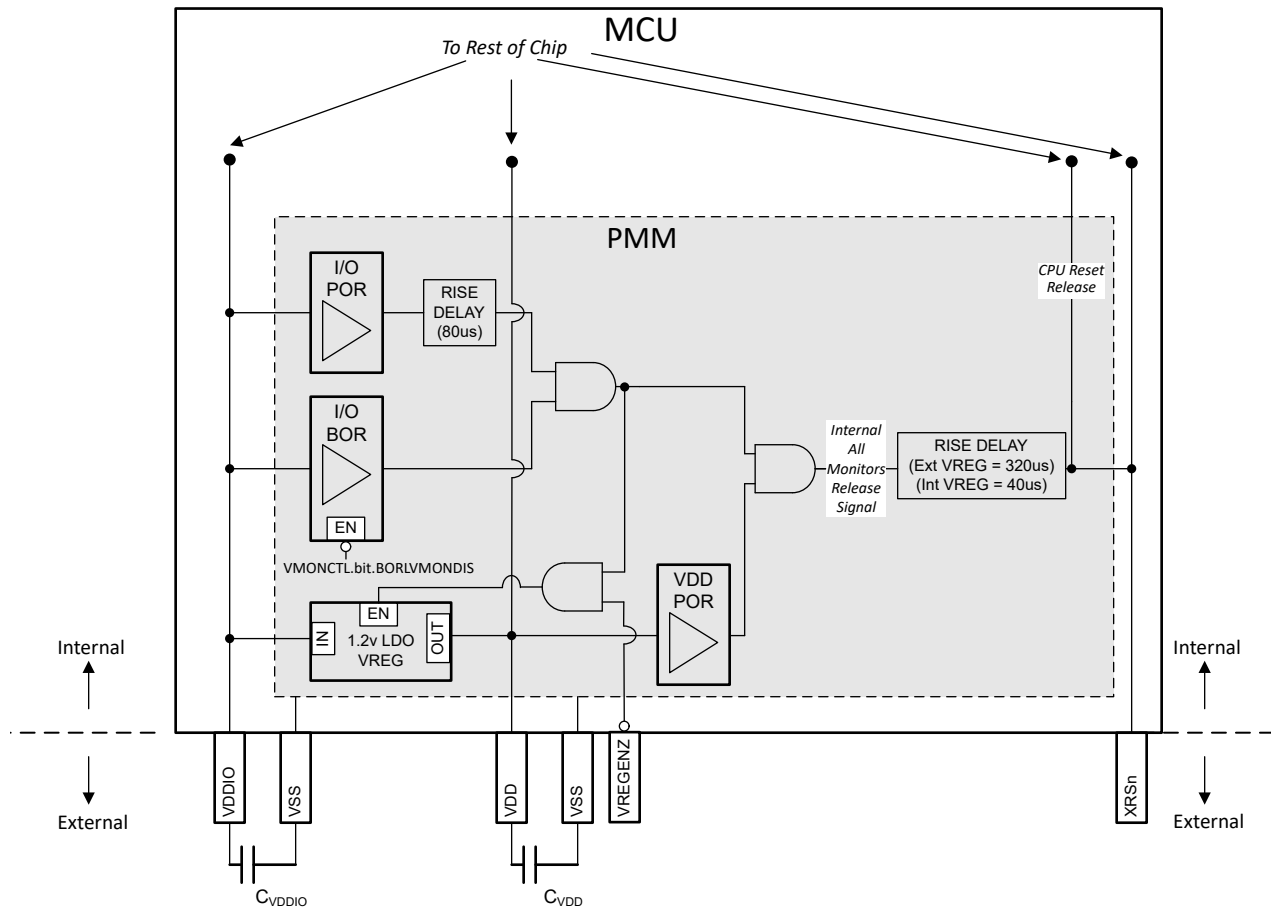 MCU
To Rest of Chip
PMM
I/O
POR
RISE
DELAY
(80us)
CPU Reset
Release
I/O
BOR
EN
VMONCTL.bit.BORLVMONDIS
Internal
All
Monitors
Release
Signal
RISE DELAY
(Ext VREG = 320us)
(Int VREG = 40us)
EN
IN
1.2v LDO
VREG
OUT
VDD
POR
Internal
External
Internal
External
VDDIO
VSS
VDD
VSS
VREGENZ
XRSn
CVDDIO
CVDD